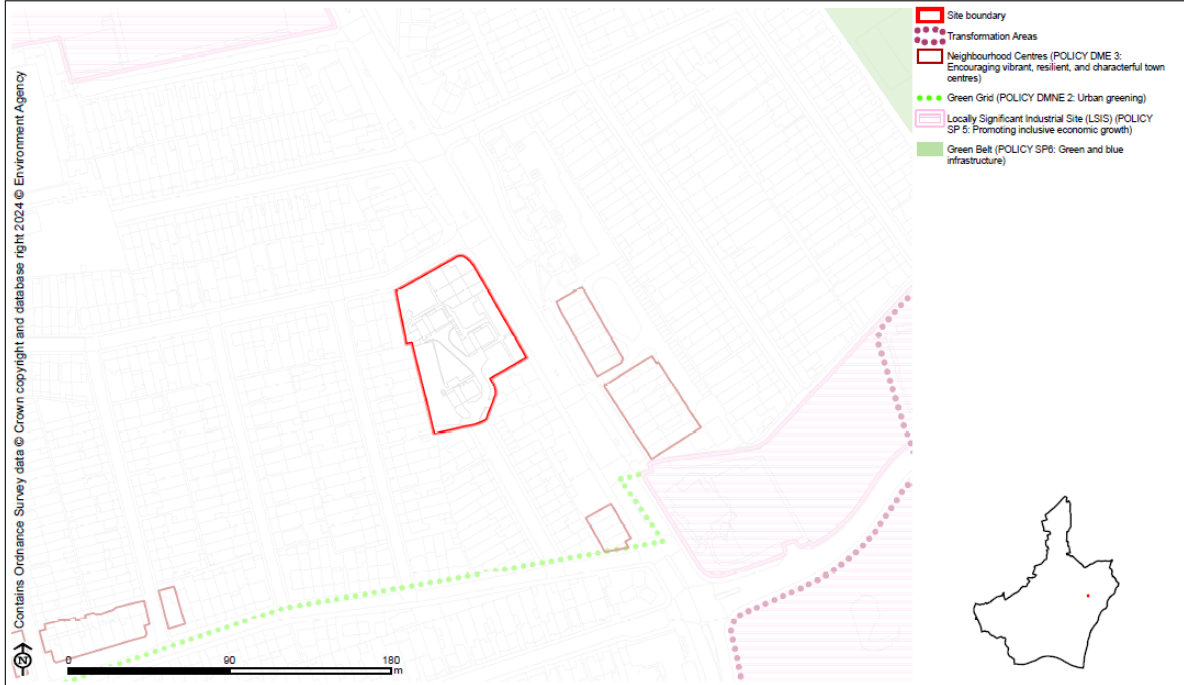 Contains Ordnance Survey data © Crown copyright and database right 2024 © Environment Agency
N
0 90 180
m
Site boundary
Transformation Areas
Neighbourhood Centres (POLICY DME 3:
Encouraging vibrant, resilient, and characterful town
centres)
Green Grid (POLICY DMNE 2: Urban greening)
Locally Significant Industrial Site (LSIS) (POLICY
SP 5: Promoting inclusive economic growth)
Green Belt (POLICY SP6: Green and blue
infrastructure)